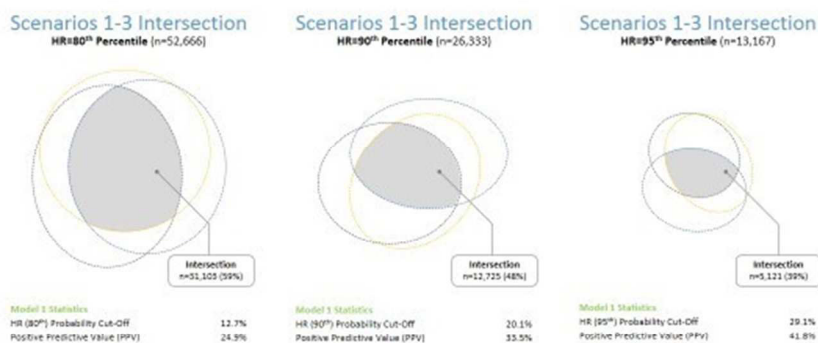 Scenarios 1-3 Intersection
HR=80th Percentile (n=52,666)
Intersection
n=31,103 (59%)
Model 1 Statistics
HR (80th) Probability Cut-Off 12.7%
Positive Predictive Value (PPV) 24.9%
Scenarios 1-3 Intersection
HR=90th Percentile (n=26,333)
Intersection
n=12,725 (48%)
Model 1 Statistics
HR (90th) Probability Cut-Off 20.1%
Positive Predictive Value (PPV) 33.5%
Scenarios 1-3 Intersection
HR=95th Percentile (n=13,167)
Intersection
n=5,121 (39%)
Model 1 Statistics
HR (95th) Probability Cut-Off 29.1%
Positive Predictive Value (PPV) 41.8%